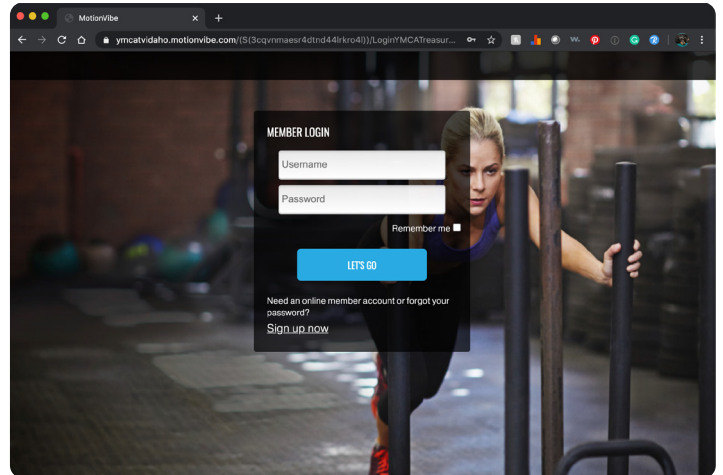 MotionVibe
ymcatvidaho.motionvibe.com/(S(3cqvnmaesr4dtnd44lrkro4l))/LoginYMCATreasur...
MEMBER LOGIN
Username
Password
Remember me
LET'S GO
Need an online member account or forgot your
password?
Sign up now